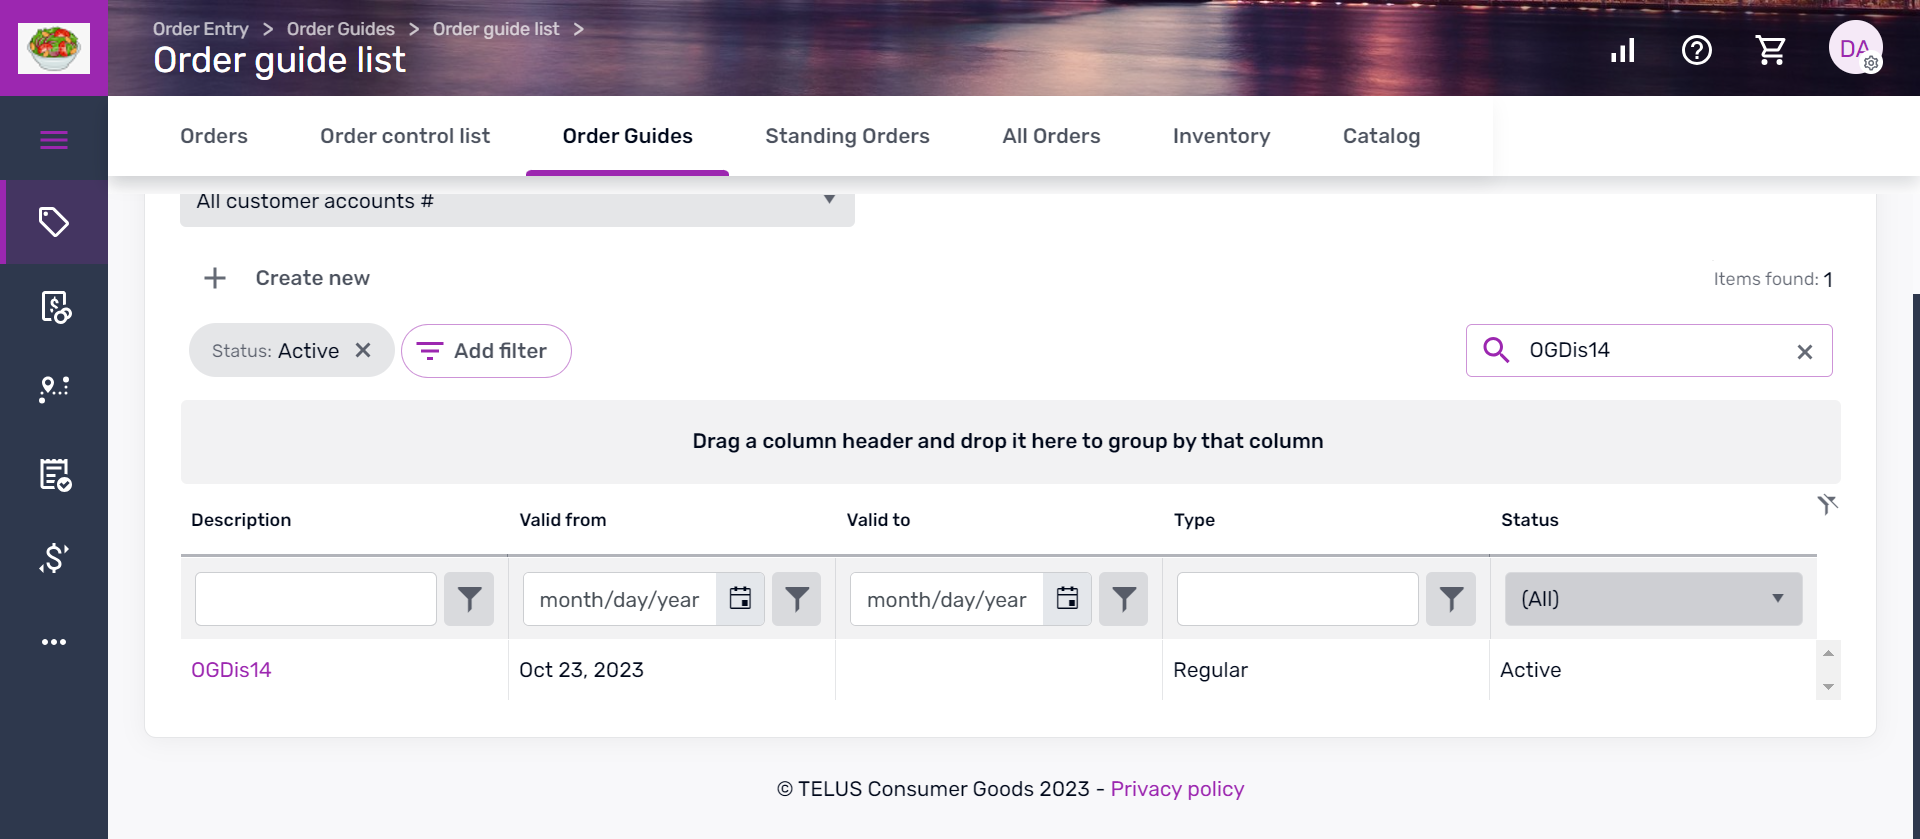 Order Entry > Order Guides > Order guide list >
Order guide list
DA
Orders
Order control list
Order Guides
Standing Orders
All Orders
Inventory
Catalog
All customer accounts #
Create new
Items found: 1
Status: Active
Add filter
OGDis14
Drag a column header and drop it here to group by that column
Description
Valid from
Valid to
Type
Status
month/day/year
month/day/year
(All)
OGDis14
Oct 23, 2023
Regular
Active
© TELUS Consumer Goods 2023 - Privacy policy